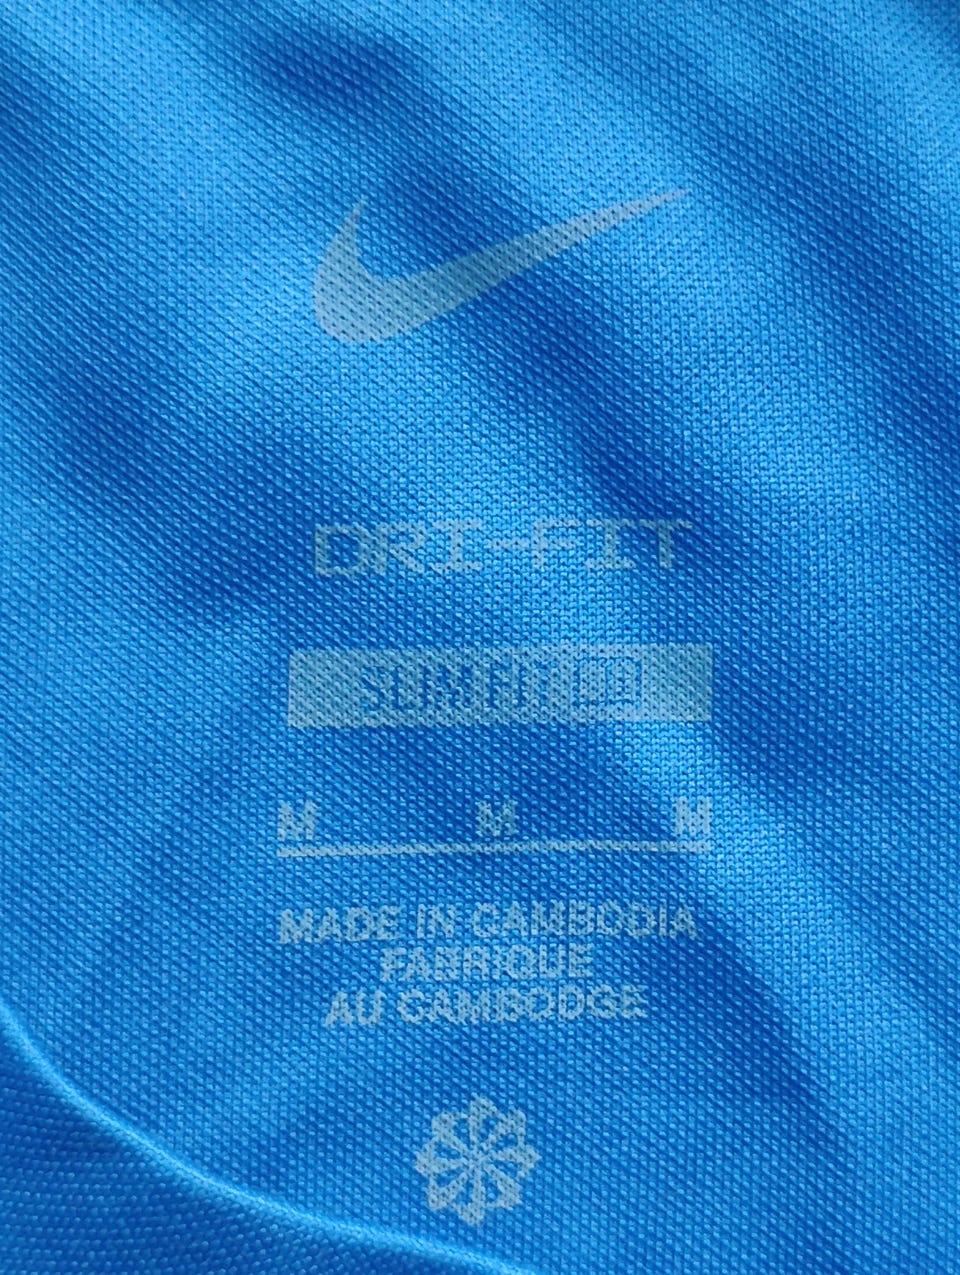 DRI-FIT
SLIM FIT
M M M
MADE IN CAMBODIA
FABRIQUE
AU CAMBODGE